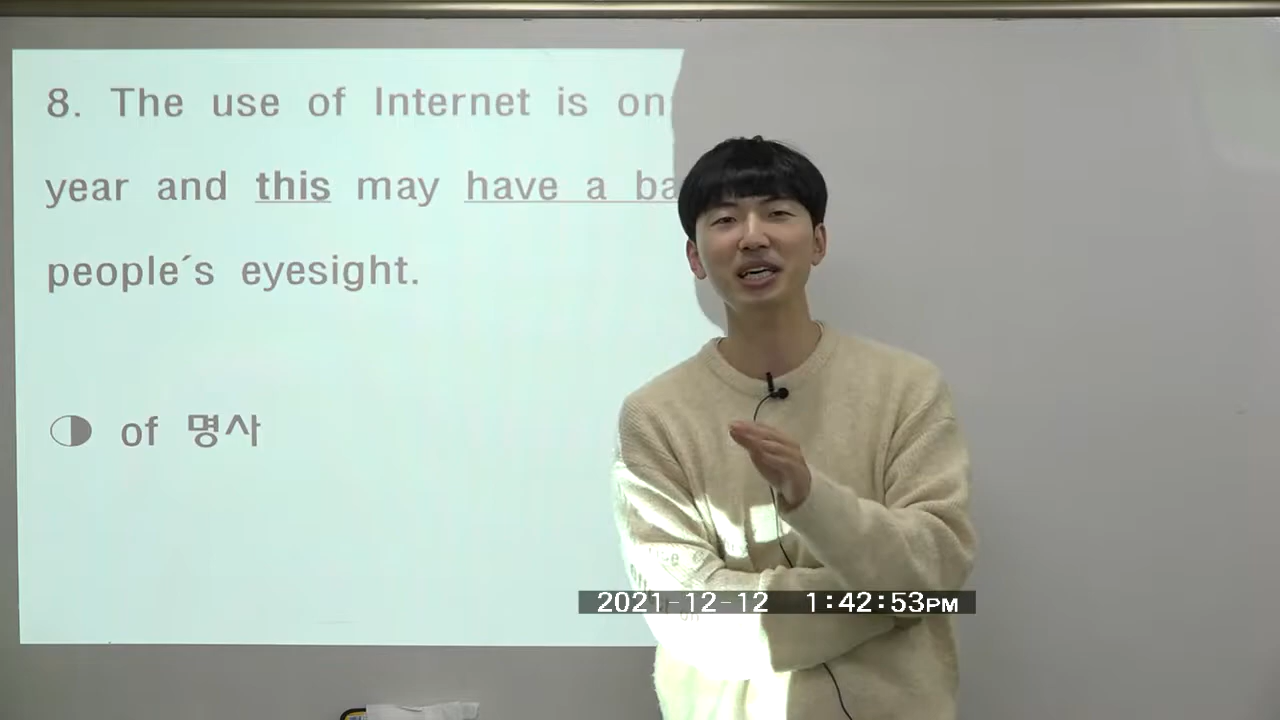 8. The use of Internet is on
year and this may have a ba
people´s eyesight.
◑ of 명사
2021-12-12 1:42:53PM